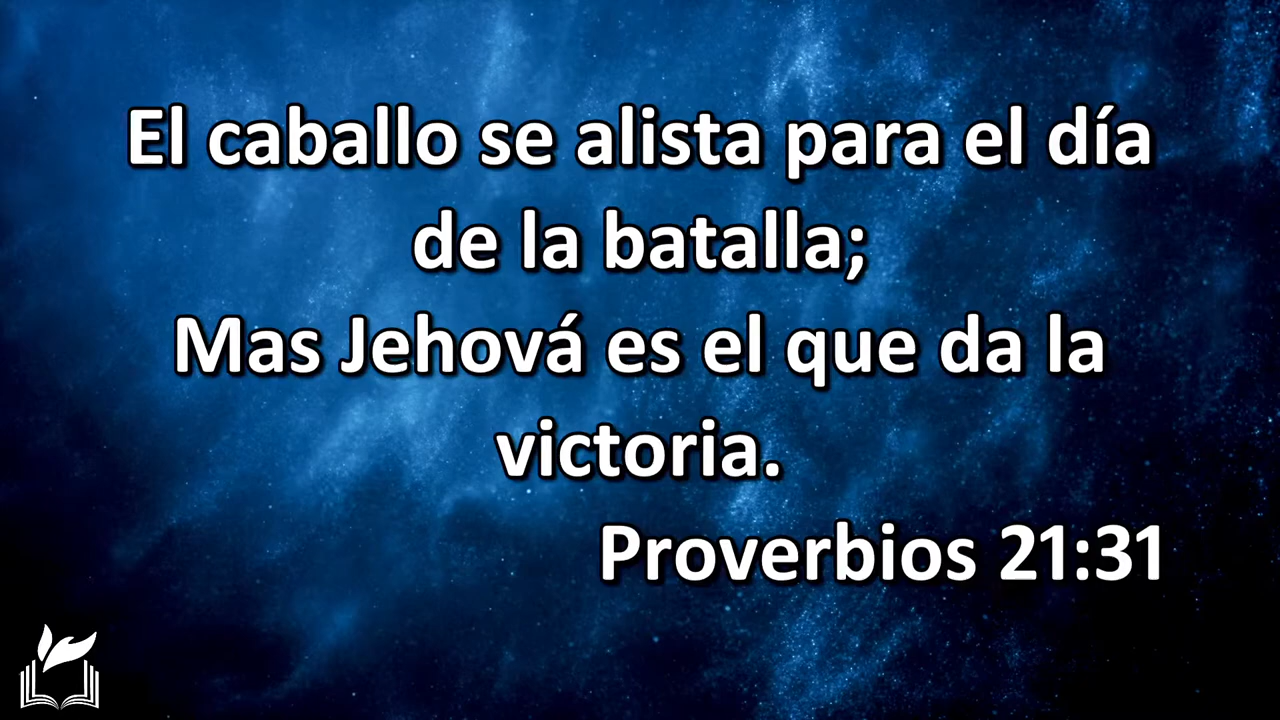 El caballo se alista para el día
de la batalla;
Mas Jehová es el que da la
victoria.
Proverbios 21:31